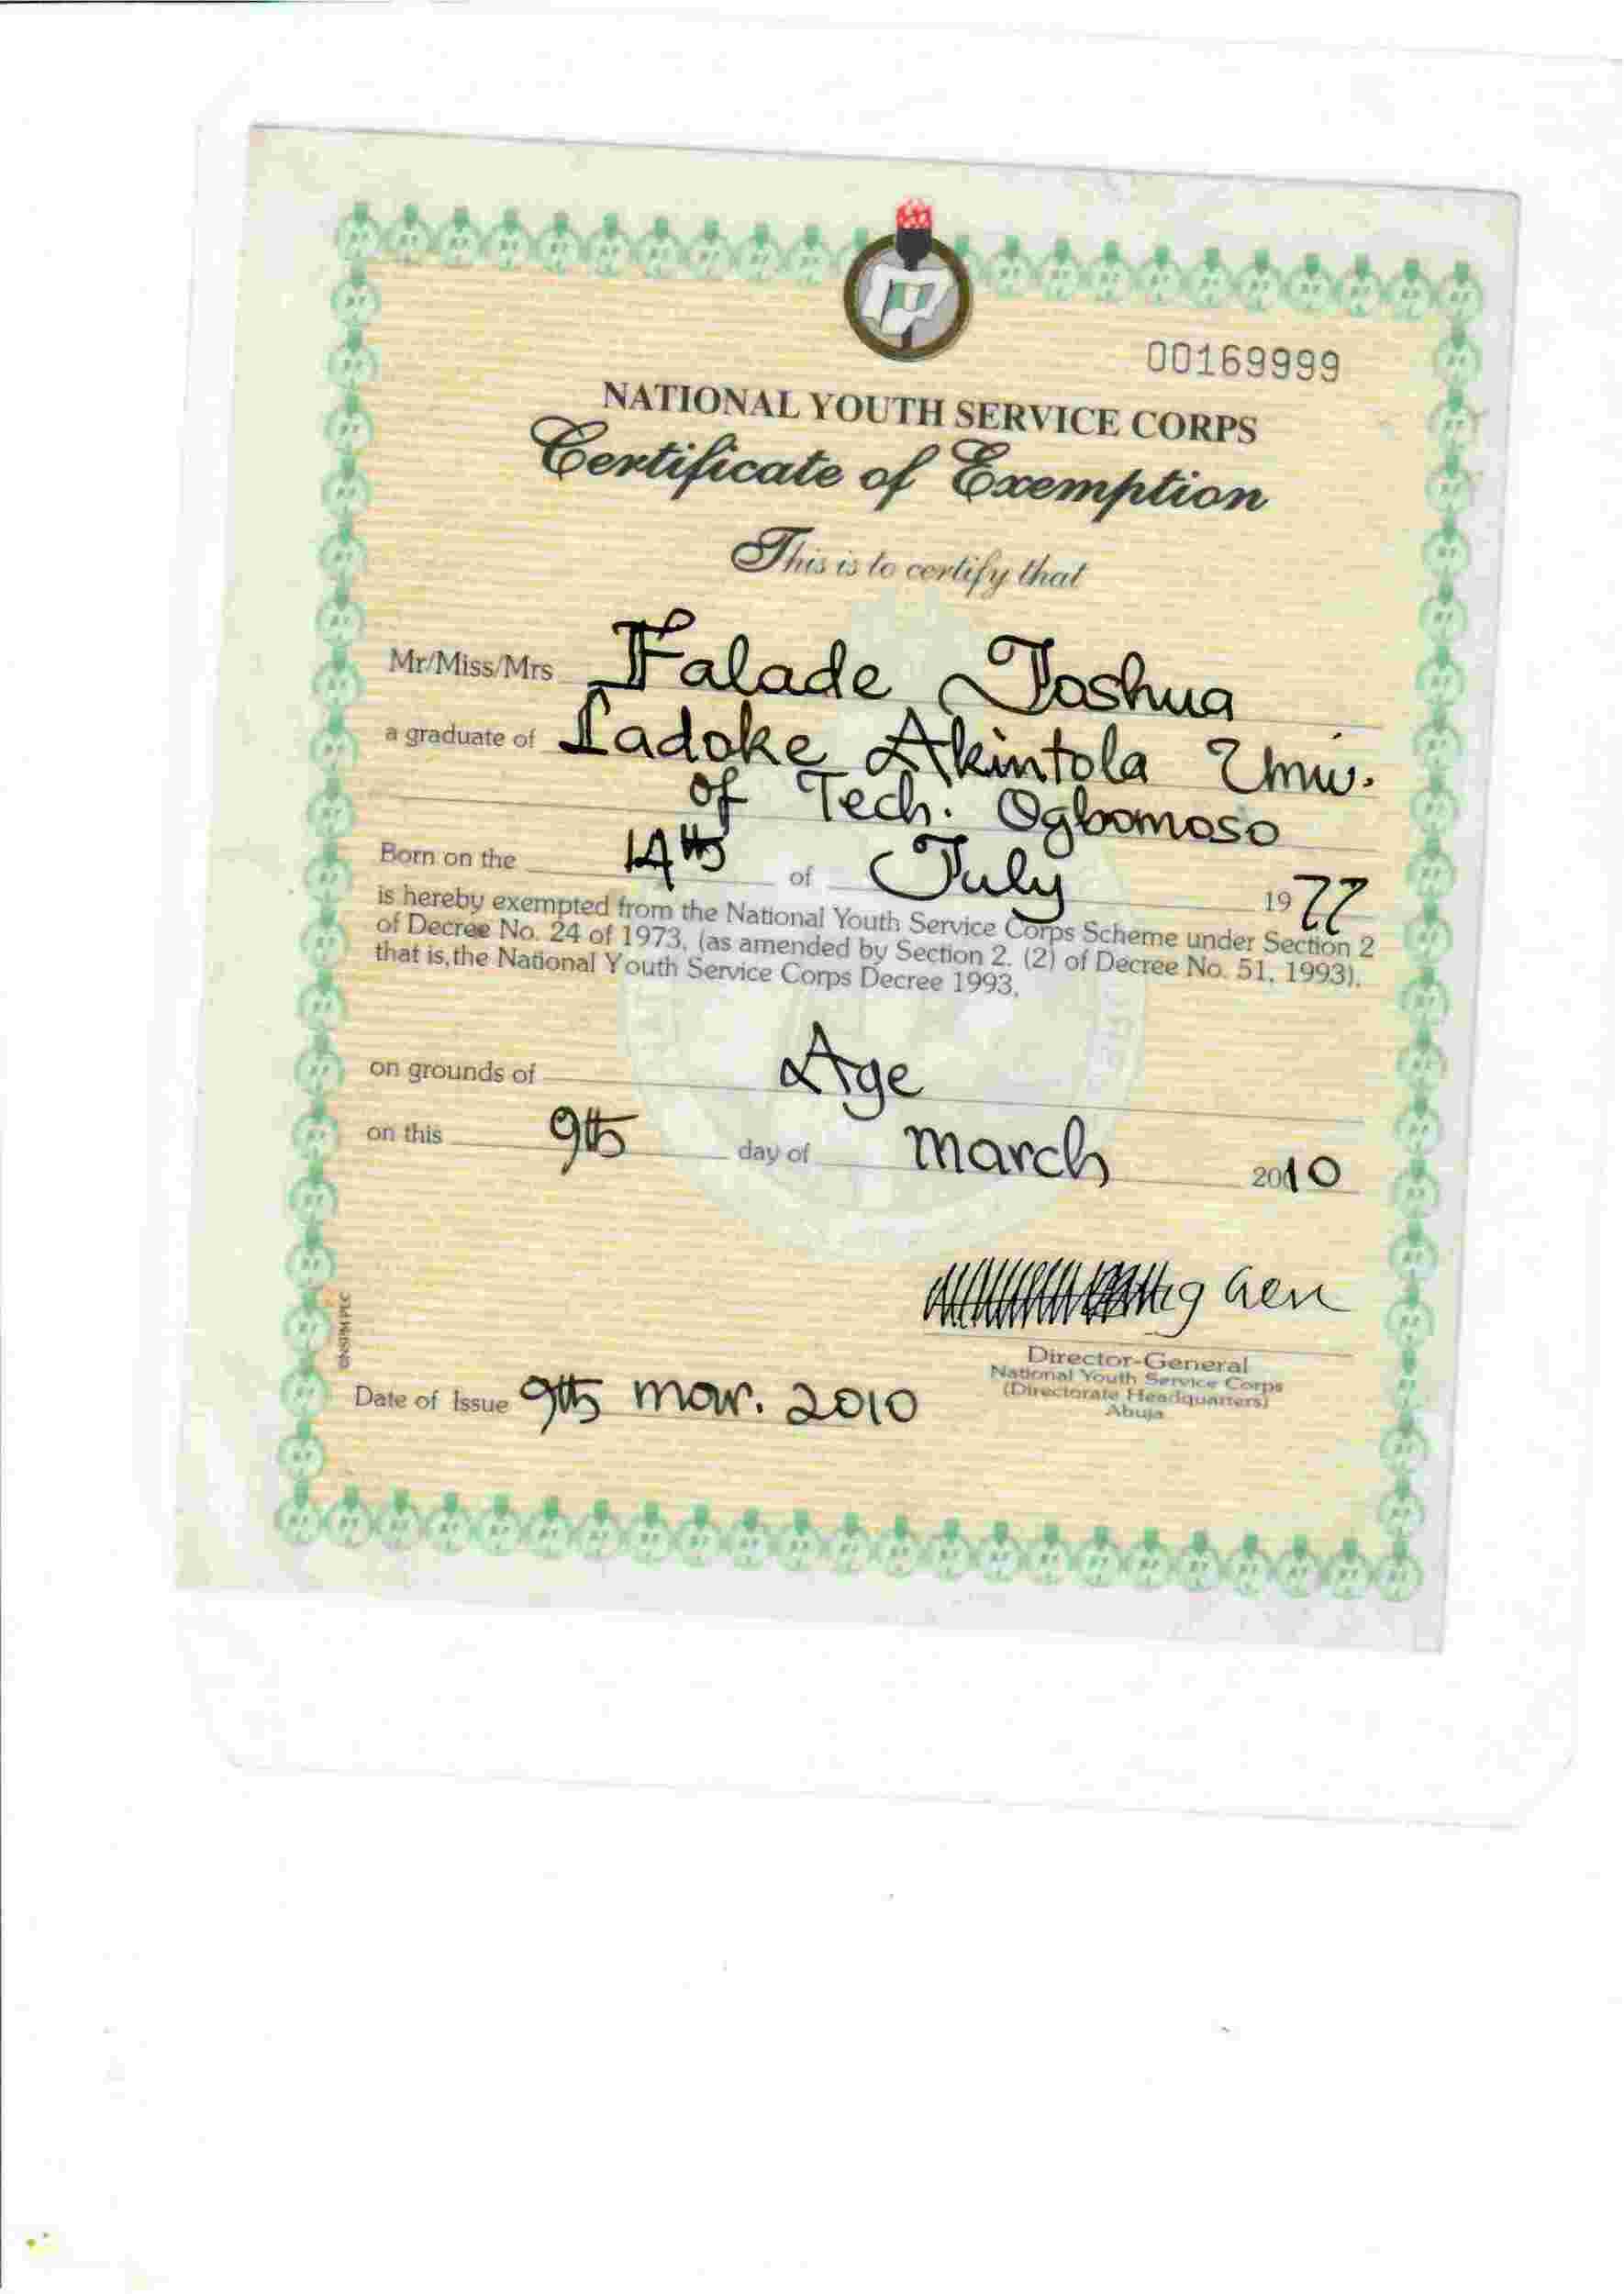 00169999
NATIONAL YOUTH SERVICE CORPS
Certificate of Exemption
This is to certify that
Mr/Miss/Mrs Falade Joshua
a graduate of Ladoke Akintola Univ.
of Tech. Ogbomoso
Born on the 14th of July 1977
is hereby exempted from the National Youth Service Corps Scheme under Section 2
of Decree No. 24 of 1973, (as amended by Section 2. (2) of Decree No. 51, 1993),
that is, the National Youth Service Corps Decree 1993,
on grounds of Age
on this 9th day of March 2010
Gen
Director-General
National Youth Service Corps
(Directorate Headquarters)
Abuja
Date of Issue 9th Mar. 2010
©NSPM PLC